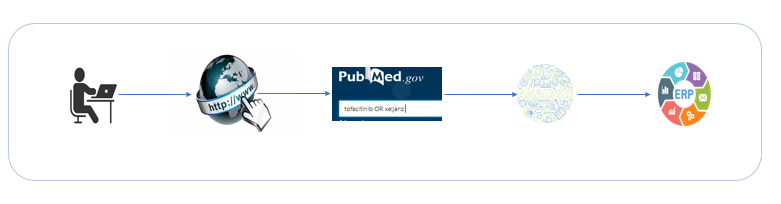 http://www.
PubMed.gov
tofacitinib OR xeljanz
ERP